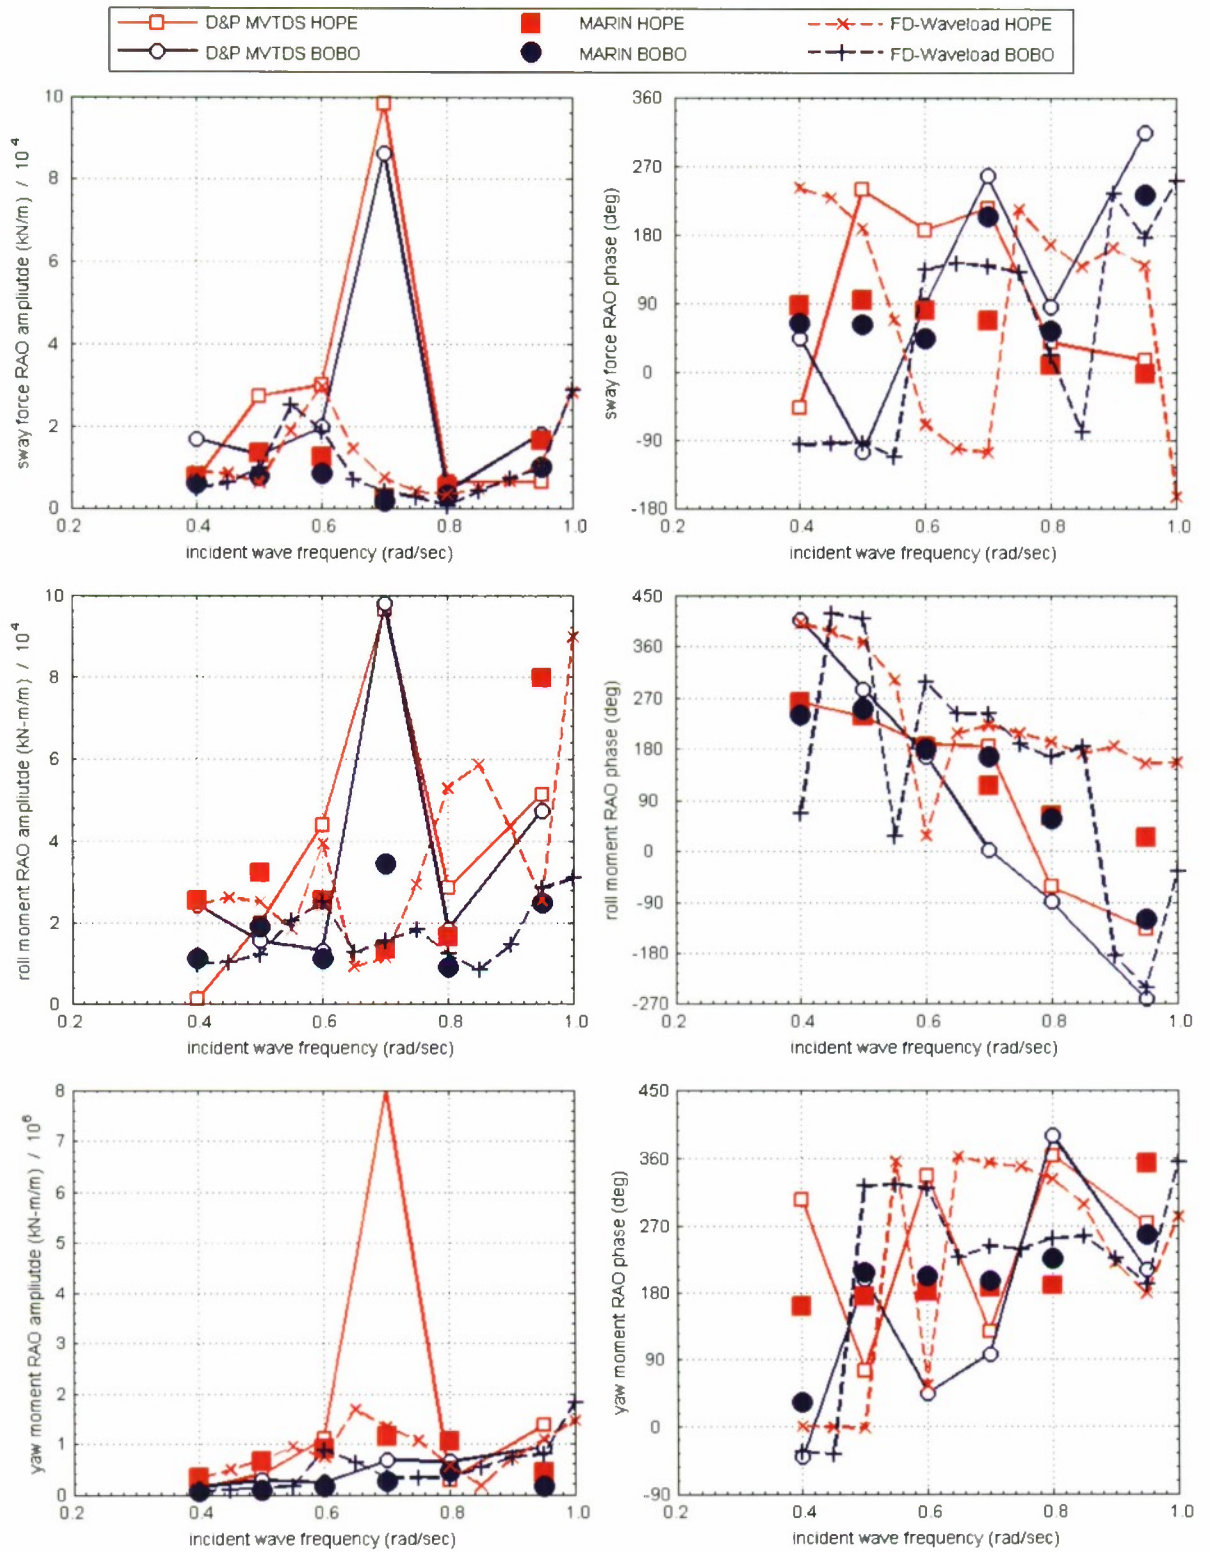 D&P MVTDS HOPE MARIN HOPE FD-Waveload HOPE
D&P MVTDS BOBO MARIN BOBO FD-Waveload BOBO
sway force RAO ampliutde (kN/m) / 10^4
10
8
6
4
2
0
0.2 0.4 0.6 0.8 1.0
incident wave frequency (rad/sec)
sway force RAO phase (deg)
360
270
180
90
0
-90
-180
0.2 0.4 0.6 0.8 1.0
incident wave frequency (rad/sec)
roll moment RAO ampliutde (kN-m/m) / 10^4
10
8
6
4
2
0
0.2 0.4 0.6 0.8 1.0
incident wave frequency (rad/sec)
roll moment RAO phase (deg)
450
360
270
180
90
0
-90
-180
-270
0.2 0.4 0.6 0.8 1.0
incident wave frequency (rad/sec)
yaw moment RAO ampliutde (kN-m/m) / 10^6
8
7
6
5
4
3
2
1
0
0.2 0.4 0.6 0.8 1.0
incident wave frequency (rad/sec)
yaw moment RAO phase (deg)
450
360
270
180
90
0
-90
0.2 0.4 0.6 0.8 1.0
incident wave frequency (rad/sec)